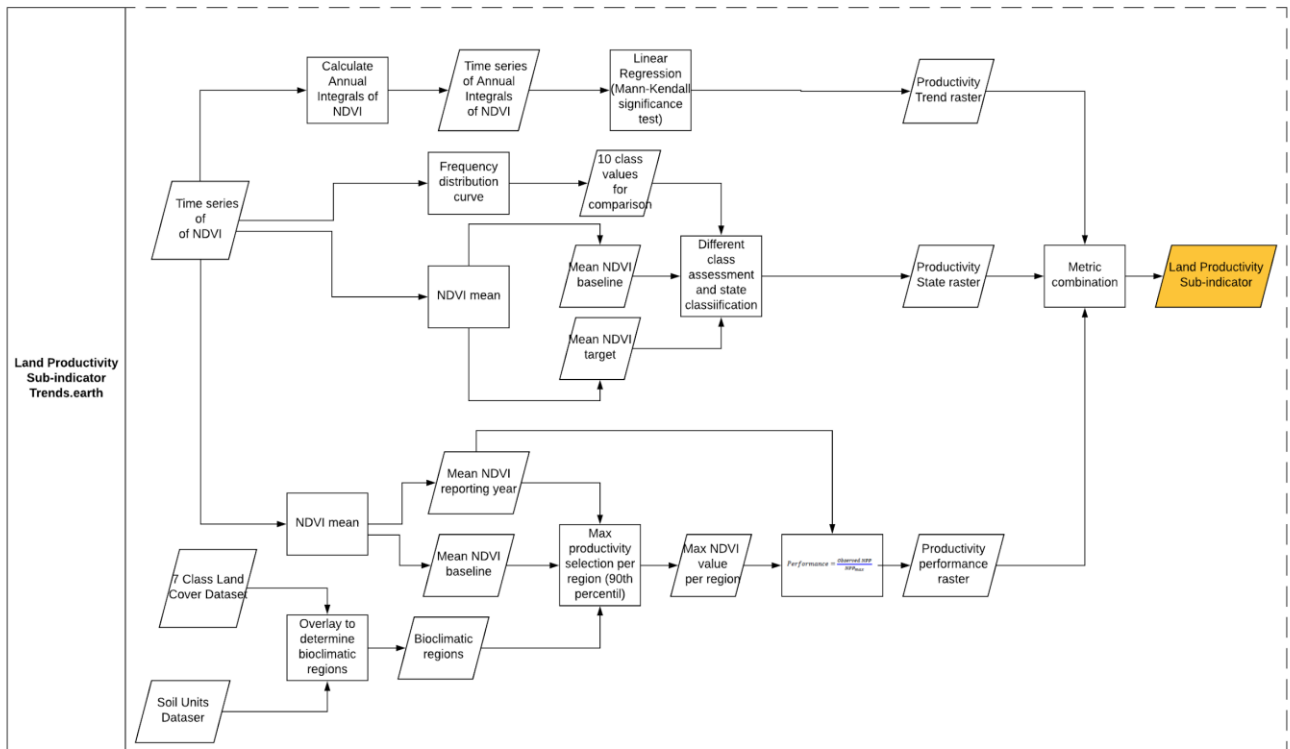 Land Productivity
Sub-indicator
Trends.earth
Calculate
Annual
Integrals of
NDVI
Time series
of Annual
Integrals
of NDVI
Linear
Regression
(Mann-Kendall
significance
test)
Productivity
Trend raster
Time series
of
of NDVI
Frequency
distribution
curve
10 class
values
for
comparison
NDVI mean
Mean NDVI
baseline
Mean NDVI
target
Different
class
assessment
and state
classiification
Productivity
State raster
Metric
combination
Land Productivity
Sub-indicator
NDVI mean
Mean NDVI
reporting year
Mean NDVI
baseline
7 Class Land
Cover Dataset
Soil Units
Dataser
Overlay to
determine
bioclimatic
regions
Bioclimatic
regions
Max
productivity
selection per
region (90th
percentil)
Max NDVI
value
per region
Performance = observed NPP / NPPmax
Productivity
performance
raster